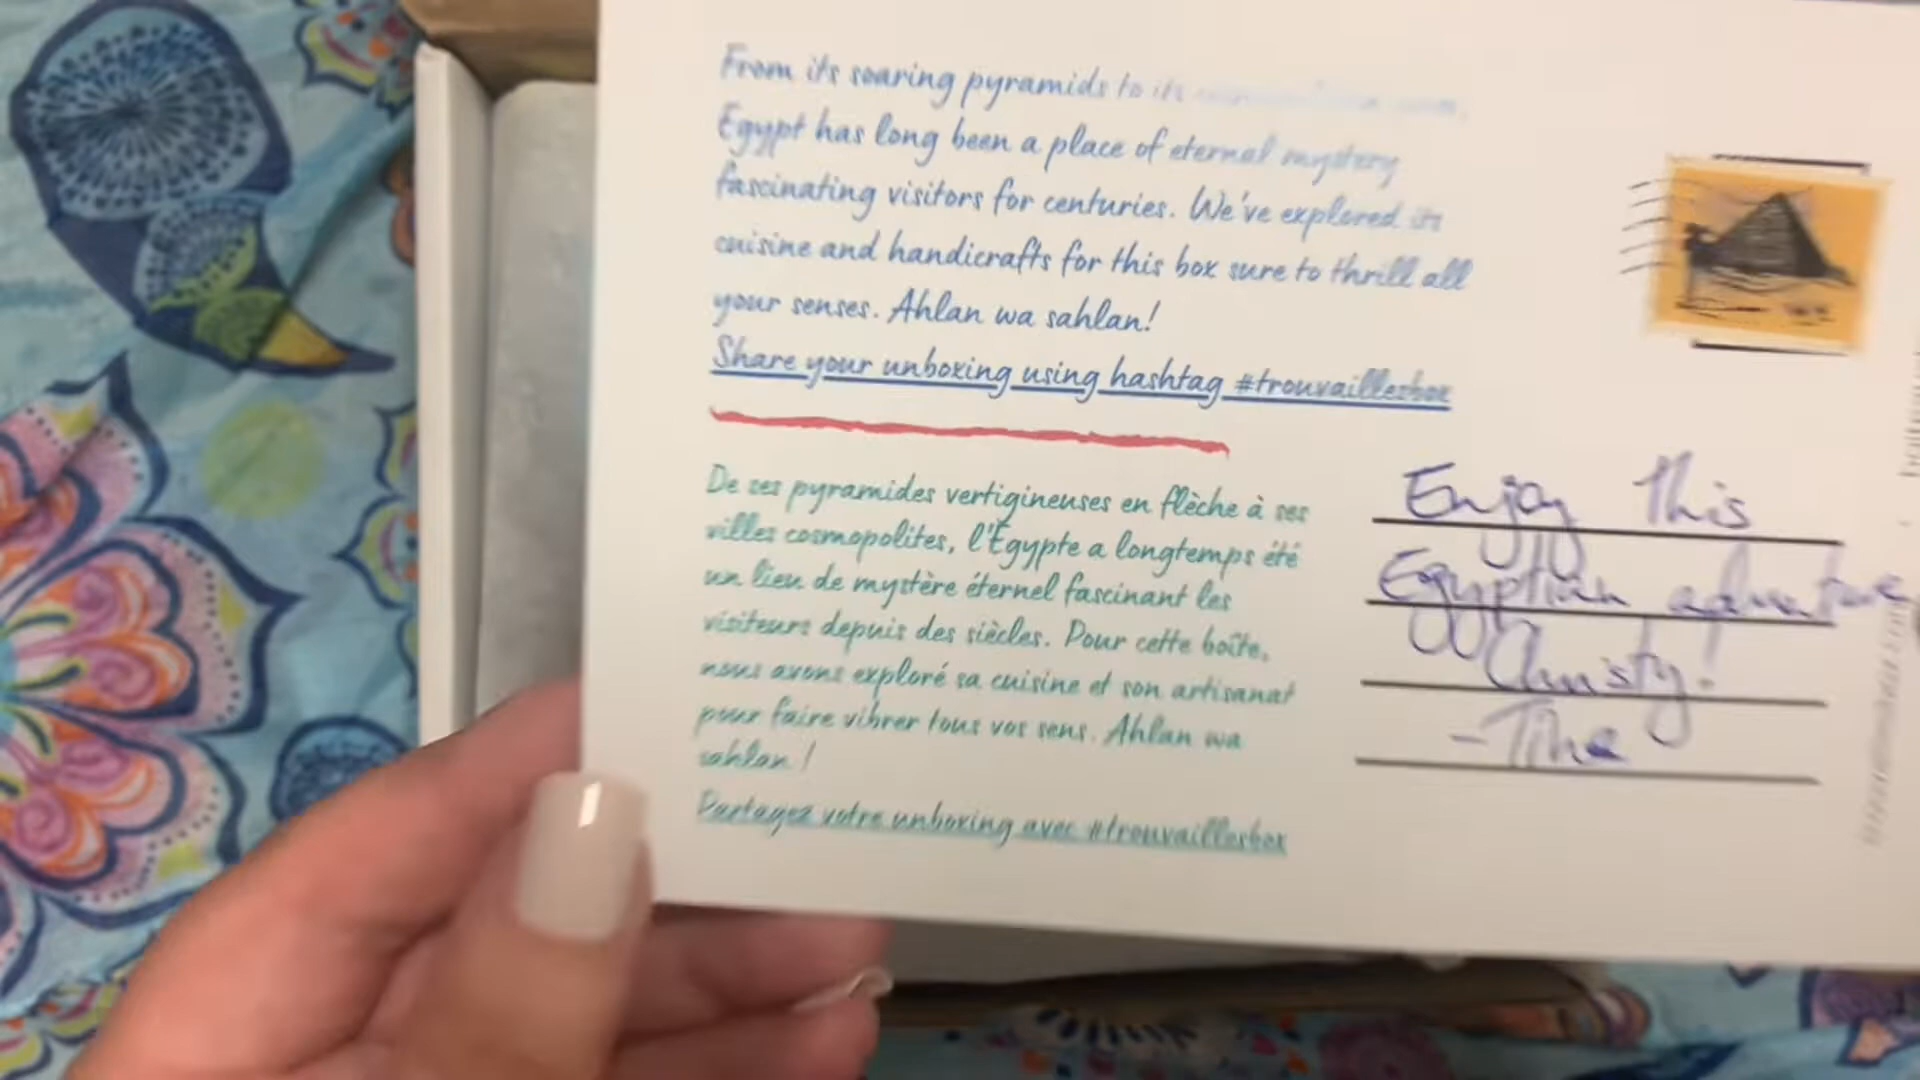 From its soaring pyramids to its
Egypt has long been a place of eternal mystery
fascinating visitors for centuries. We've explored its
cuisine and handicrafts for this box sure to thrill all
your senses. Ahlan wa sahlan!
Share your unboxing using hashtag #trouvaillesbox
De ses pyramides vertigineuses en flèche à ses
villes cosmopolites, l'Égypte a longtemps été
un lieu de mystère éternel fascinant les
visiteurs depuis des siècles. Pour cette boîte,
nous avons exploré sa cuisine et son artisanat
pour faire vibrer tous vos sens. Ahlan wa
sahlan !
Partagez votre unboxing avec #trouvaillesbox
Enjoy this
Egyptian adventure
Christy!
- Tine